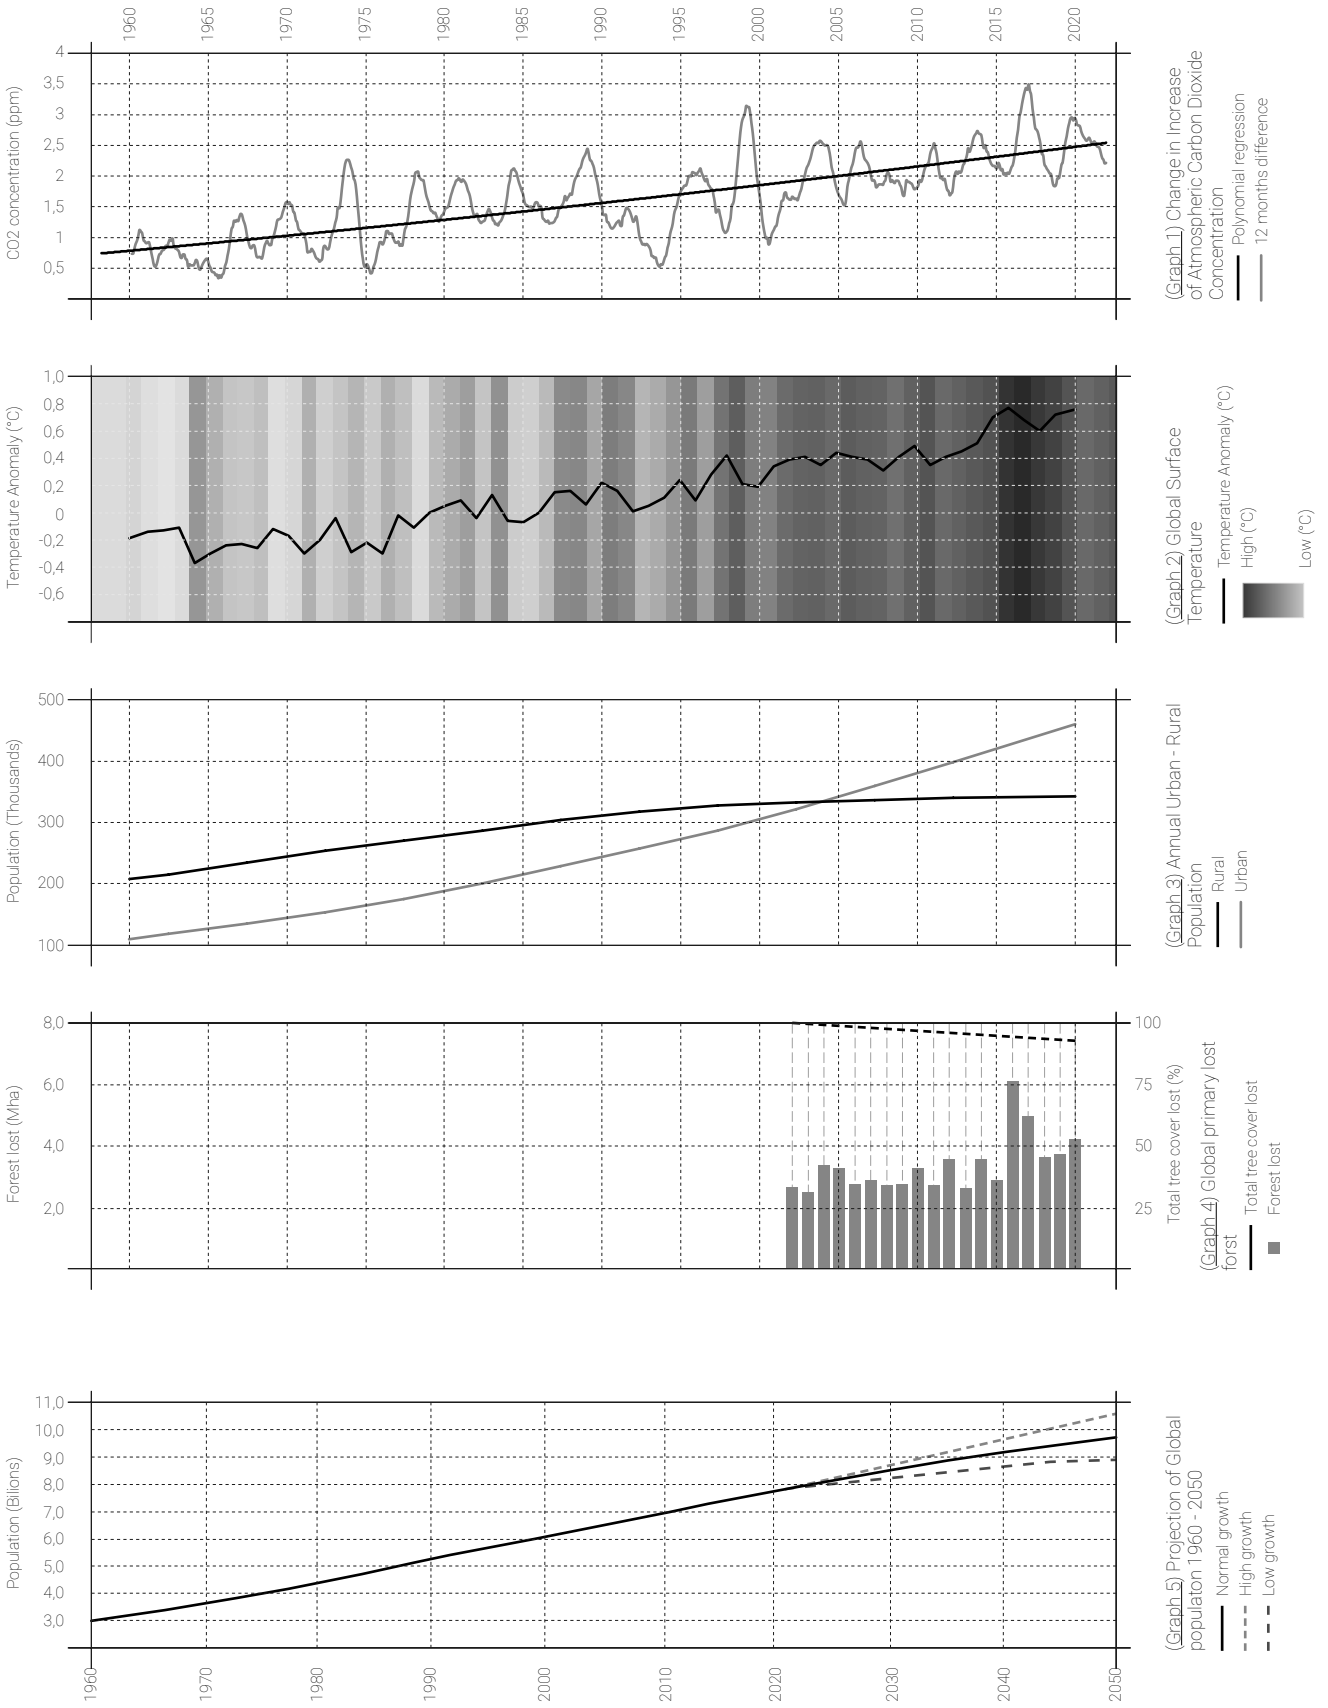 1960
1965
1970
1975
1980
1985
1990
1995
2000
2005
2010
2015
2020
CO2 concentration (ppm)
4
3,5
3
2,5
2
1,5
1
0,5
(Graph 1) Change in Increase
of Atmospheric Carbon Dioxide
Concentration
Polynomial regression
12 months difference
Temperature Anomaly (°C)
1,0
0,8
0,6
0,4
0,2
0
-0,2
-0,4
-0,6
(Graph 2) Global Surface
Temperature
Temperature Anomaly (°C)
High (°C)
Low (°C)
Population (Thousands)
500
400
300
200
100
(Graph 3) Annual Urban - Rural
Population
Rural
Urban
Forest lost (Mha)
8,0
6,0
4,0
2,0
100
75
50
25
Total tree cover lost (%)
(Graph 4) Global primary lost
forst
Total tree cover lost
Forest lost
Population (Bilions)
11,0
10,0
9,0
8,0
7,0
6,0
5,0
4,0
3,0
(Graph 5) Projection of Global
populaton 1960 - 2050
Normal growth
High growth
Low growth
1960
1970
1980
1990
2000
2010
2020
2030
2040
2050